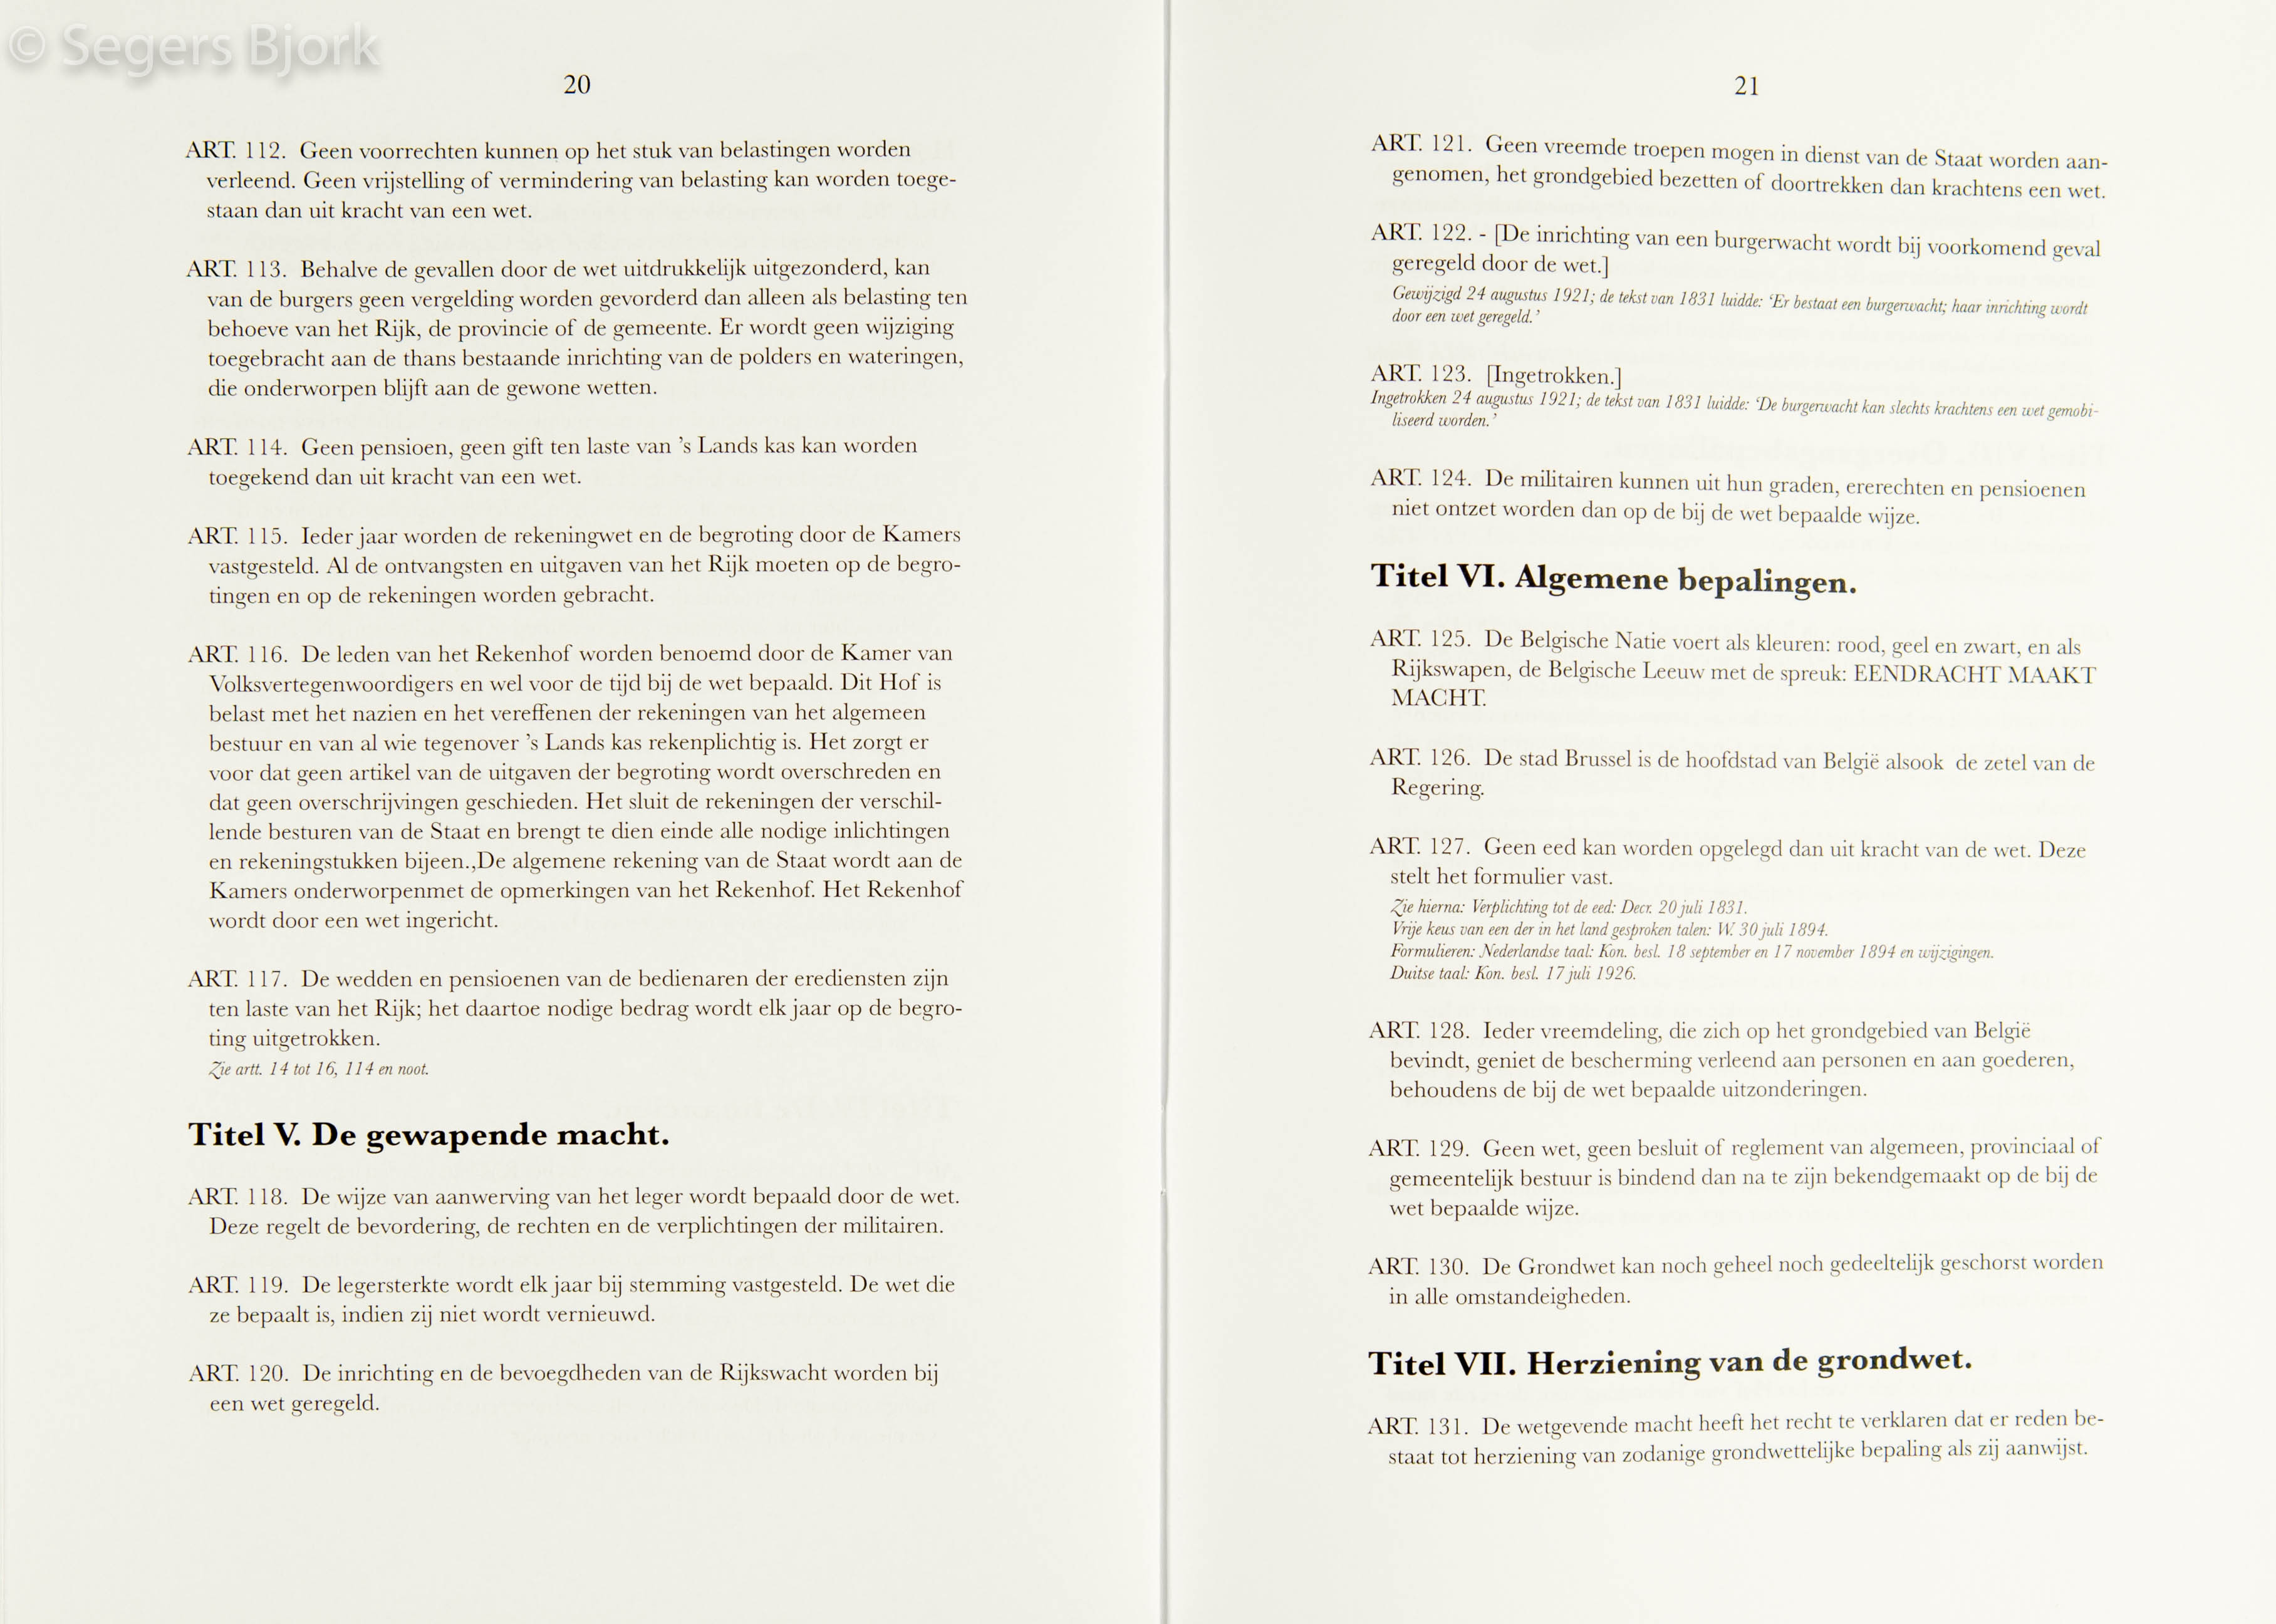 © Segers Bjork
20
ART. 112. Geen voorrechten kunnen op het stuk van belastingen worden
verleend. Geen vrijstelling of vermindering van belasting kan worden toege-
staan dan uit kracht van een wet.
ART. 113. Behalve de gevallen door de wet uitdrukkelijk uitgezonderd, kan
van de burgers geen vergelding worden gevorderd dan alleen als belasting ten
behoeve van het Rijk, de provincie of de gemeente. Er wordt geen wijziging
toegebracht aan de thans bestaande inrichting van de polders en wateringen,
die onderworpen blijft aan de gewone wetten.
ART. 114. Geen pensioen, geen gift ten laste van ’s Lands kas kan worden
toegekend dan uit kracht van een wet.
ART. 115. Ieder jaar worden de rekeningwet en de begroting door de Kamers
vastgesteld. Al de ontvangsten en uitgaven van het Rijk moeten op de begro-
tingen en op de rekeningen worden gebracht.
ART. 116. De leden van het Rekenhof worden benoemd door de Kamer van
Volksvertegenwoordigers en wel voor de tijd bij de wet bepaald. Dit Hof is
belast met het nazien en het vereffenen der rekeningen van het algemeen
bestuur en van al wie tegenover ’s Lands kas rekenplichtig is. Het zorgt er
voor dat geen artikel van de uitgaven der begroting wordt overschreden en
dat geen overschrijvingen geschieden. Het sluit de rekeningen der verschil-
lende besturen van de Staat en brengt te dien einde alle nodige inlichtingen
en rekeningstukken bijeen.,De algemene rekening van de Staat wordt aan de
Kamers onderworpenmet de opmerkingen van het Rekenhof. Het Rekenhof
wordt door een wet ingericht.
ART. 117. De wedden en pensioenen van de bedienaren der erediensten zijn
ten laste van het Rijk; het daartoe nodige bedrag wordt elk jaar op de begro-
ting uitgetrokken.
Zie artt. 14 tot 16, 114 en noot.
Titel V. De gewapende macht.
ART. 118. De wijze van aanwerving van het leger wordt bepaald door de wet.
Deze regelt de bevordering, de rechten en de verplichtingen der militairen.
ART. 119. De legersterkte wordt elk jaar bij stemming vastgesteld. De wet die
ze bepaalt is, indien zij niet wordt vernieuwd.
ART. 120. De inrichting en de bevoegdheden van de Rijkswacht worden bij
een wet geregeld.
21
ART. 121. Geen vreemde troepen mogen in dienst van de Staat worden aan-
genomen, het grondgebied bezetten of doortrekken dan krachtens een wet.
ART. 122. - [De inrichting van een burgerwacht wordt bij voorkomend geval
geregeld door de wet.]
Gewijzigd 24 augustus 1921; de tekst van 1831 luidde: ‘Er bestaat een burgerwacht; haar inrichting wordt
door een wet geregeld.’
ART. 123. [Ingetrokken.]
Ingetrokken 24 augustus 1921; de tekst van 1831 luidde: ‘De burgerwacht kan slechts krachtens een wet gemobi-
liseerd worden.’
ART. 124. De militairen kunnen uit hun graden, ererechten en pensioenen
niet ontzet worden dan op de bij de wet bepaalde wijze.
Titel VI. Algemene bepalingen.
ART. 125. De Belgische Natie voert als kleuren: rood, geel en zwart, en als
Rijkswapen, de Belgische Leeuw met de spreuk: EENDRACHT MAAKT
MACHT.
ART. 126. De stad Brussel is de hoofdstad van België alsook de zetel van de
Regering.
ART. 127. Geen eed kan worden opgelegd dan uit kracht van de wet. Deze
stelt het formulier vast.
Zie hierna: Verplichting tot de eed: Decr. 20 juli 1831.
Vrije keus van een der in het land gesproken talen: W. 30 juli 1894.
Formulieren: Nederlandse taal: Kon. besl. 18 september en 17 november 1894 en wijzigingen.
Duitse taal: Kon. besl. 17 juli 1926.
ART. 128. Ieder vreemdeling, die zich op het grondgebied van België
bevindt, geniet de bescherming verleend aan personen en aan goederen,
behoudens de bij de wet bepaalde uitzonderingen.
ART. 129. Geen wet, geen besluit of reglement van algemeen, provinciaal of
gemeentelijk bestuur is bindend dan na te zijn bekendgemaakt op de bij de
wet bepaalde wijze.
ART. 130. De Grondwet kan noch geheel noch gedeeltelijk geschorst worden
in alle omstandeigheden.
Titel VII. Herziening van de grondwet.
ART. 131. De wetgevende macht heeft het recht te verklaren dat er reden be-
staat tot herziening van zodanige grondwettelijke bepaling als zij aanwijst.